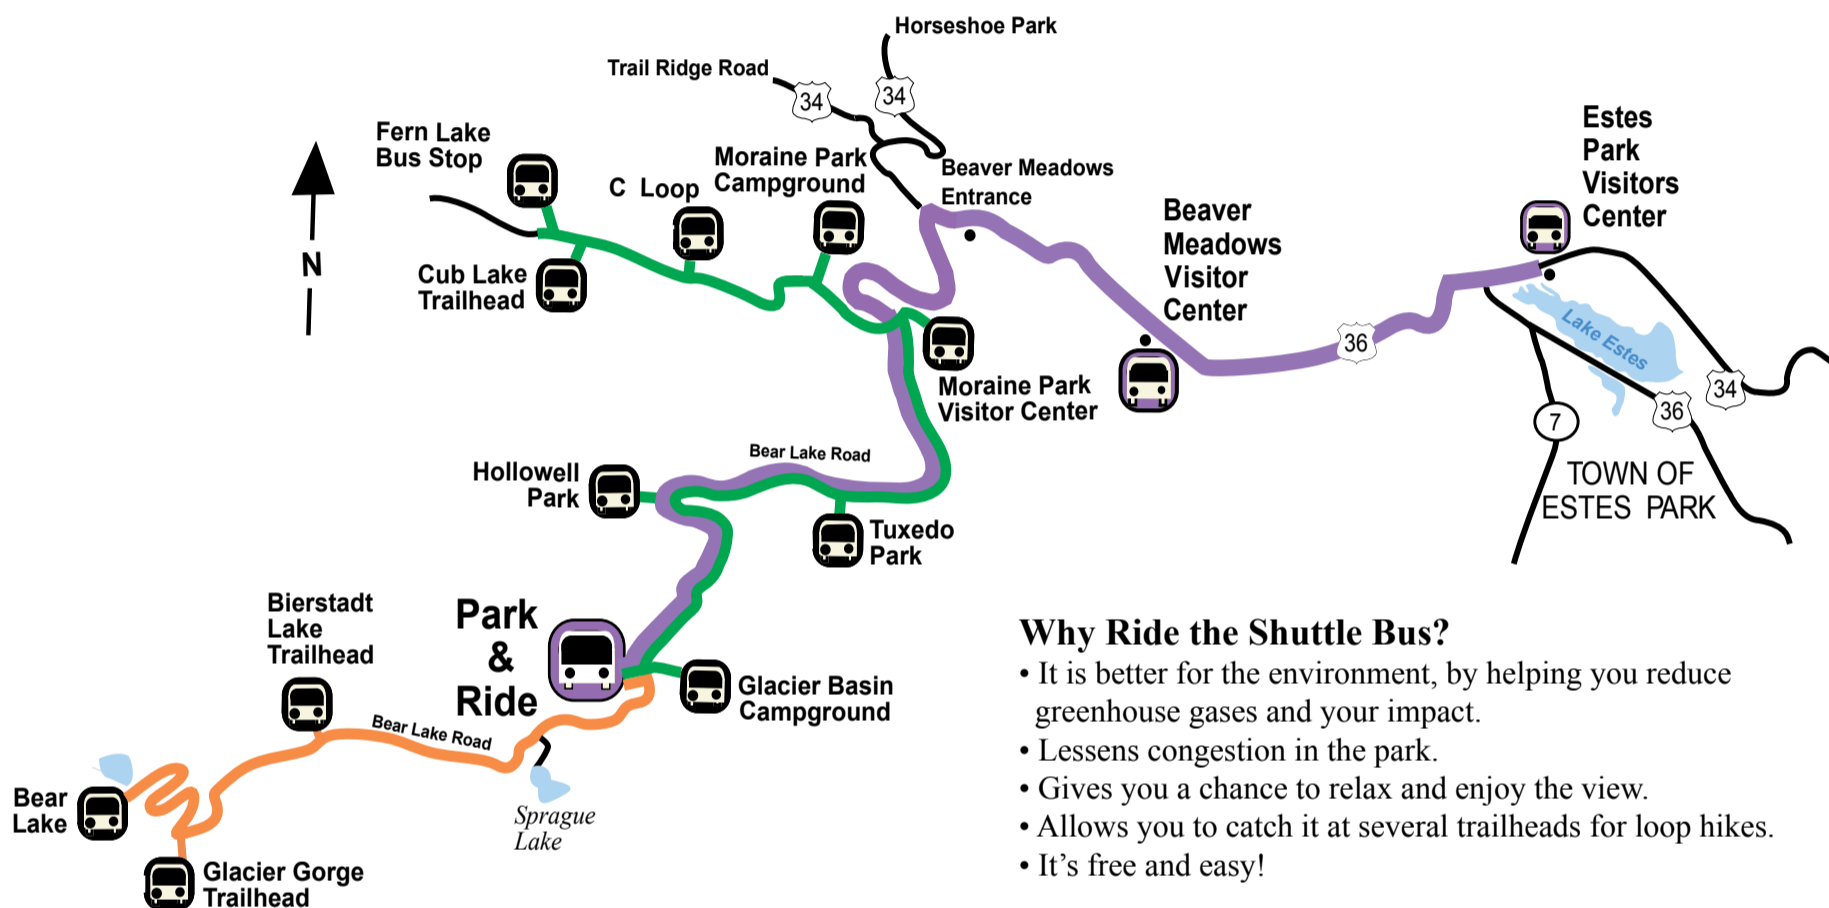 Horseshoe Park
Trail Ridge Road
34
34
Estes
Park
Visitors
Center
Fern Lake
Bus Stop
C Loop
Moraine Park
Campground
Beaver Meadows
Entrance
Beaver
Meadows
Visitor
Center
N
Cub Lake
Trailhead
Lake Estes
36
34
36
7
Moraine Park
Visitor Center
Bear Lake Road
Hollowell
Park
TOWN OF
ESTES PARK
Tuxedo
Park
Bierstadt
Lake
Trailhead
Park
&
Ride
Glacier Basin
Campground
Bear Lake Road
Bear
Lake
Sprague
Lake
Glacier Gorge
Trailhead
Why Ride the Shuttle Bus?
• It is better for the environment, by helping you reduce
greenhouse gases and your impact.
• Lessens congestion in the park.
• Gives you a chance to relax and enjoy the view.
• Allows you to catch it at several trailheads for loop hikes.
• It’s free and easy!